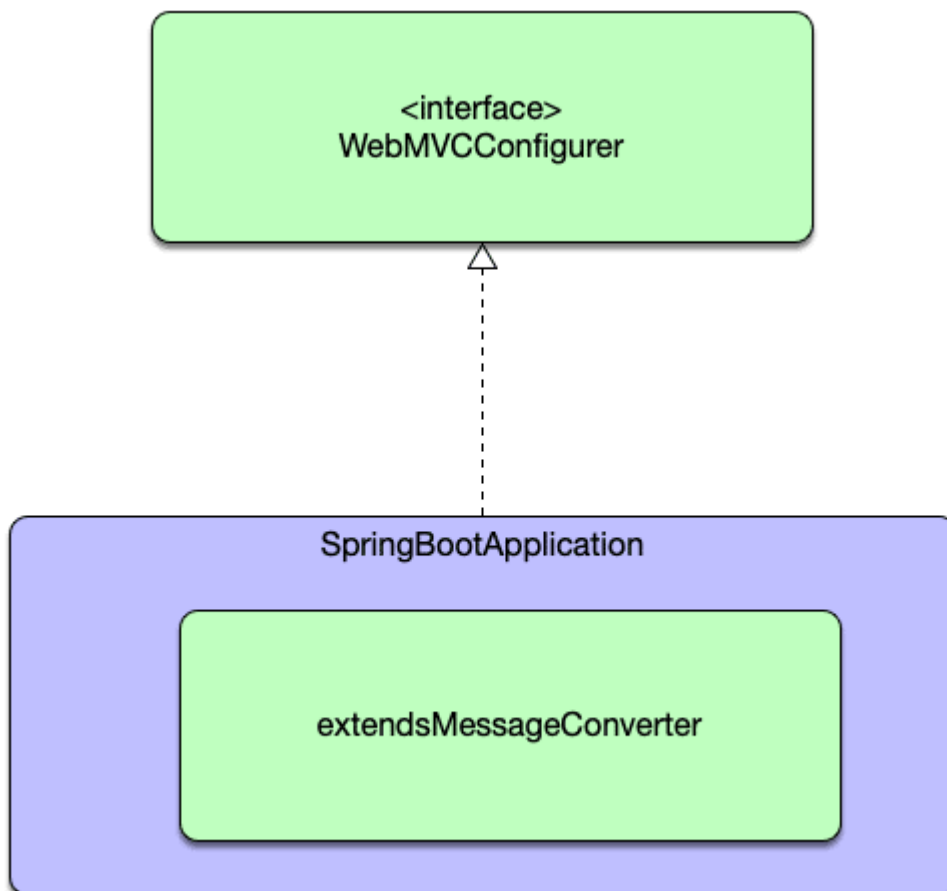 <interface>
WebMVCConfigurer
SpringBootApplication
extendsMessageConverter